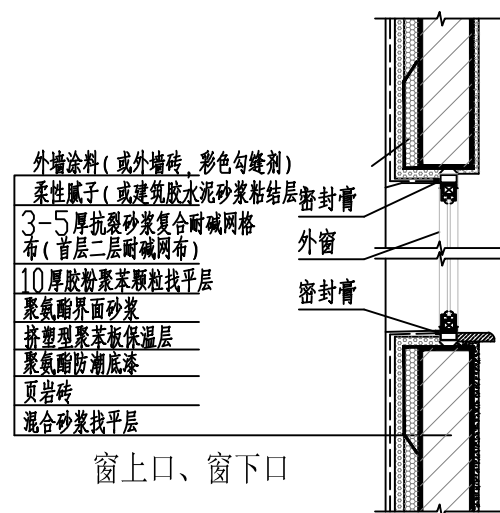 外墙涂料(或外墙砖,彩色勾缝剂)
柔性腻子(或建筑胶水泥砂浆粘结层
3-5厚抗裂砂浆复合耐碱网格
布(首层二层耐碱网布)
10厚胶粉聚苯颗粒找平层
聚氨酯界面砂浆
挤塑型聚苯板保温层
聚氨酯防潮底漆
页岩砖
混合砂浆找平层
密封膏
外窗
密封膏
窗上口、窗下口